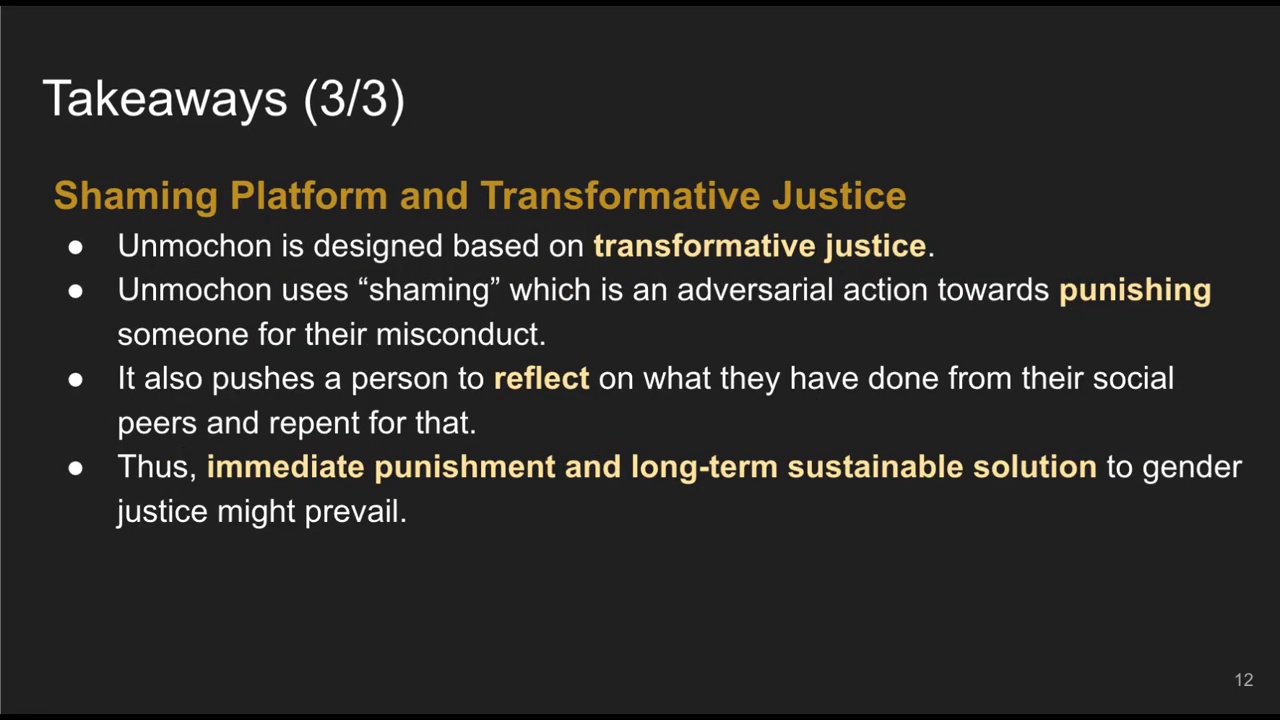 Takeaways (3/3)
Shaming Platform and Transformative Justice
● Unmochon is designed based on transformative justice.
● Unmochon uses “shaming” which is an adversarial action towards punishing
someone for their misconduct.
● It also pushes a person to reflect on what they have done from their social
peers and repent for that.
● Thus, immediate punishment and long-term sustainable solution to gender
justice might prevail.
12